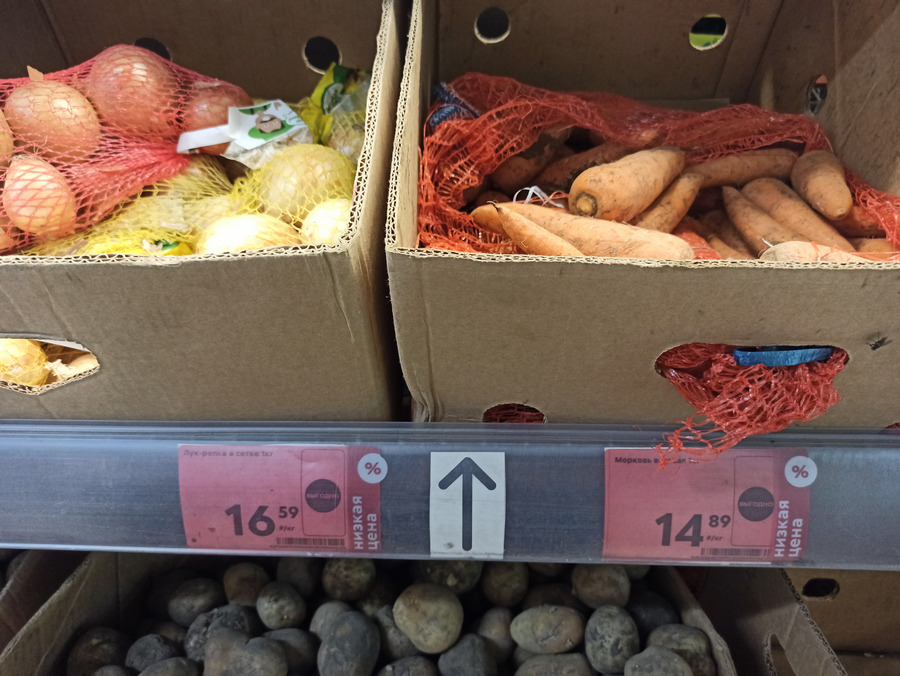 Лук-репка в сетке 1кг
%
ВЫГОДНО
16 59
₽/кг
низкая
цена
Морковь в
%
ВЫГОДНО
14 89
₽/кг
низкая
цена